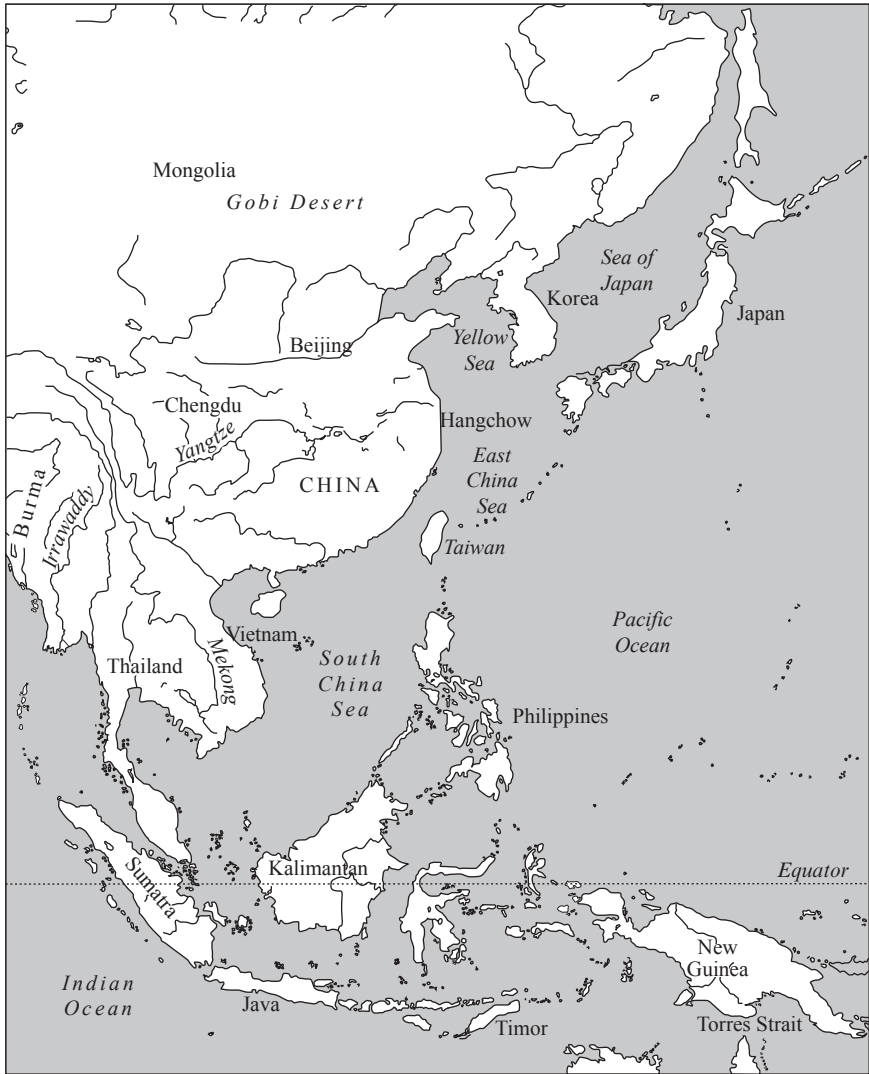 Mongolia
Gobi Desert
Sea of
Japan
Korea
Japan
Beijing
Yellow
Sea
Chengdu
Yangtze
Hangchow
East
China
Sea
CHINA
Burma
Irrawaddy
Taiwan
Pacific
Ocean
Vietnam
South
China
Sea
Thailand
Mekong
Philippines
Equator
Kalimantan
Sumatra
New
Guinea
Indian
Ocean
Java
Timor
Torres Strait